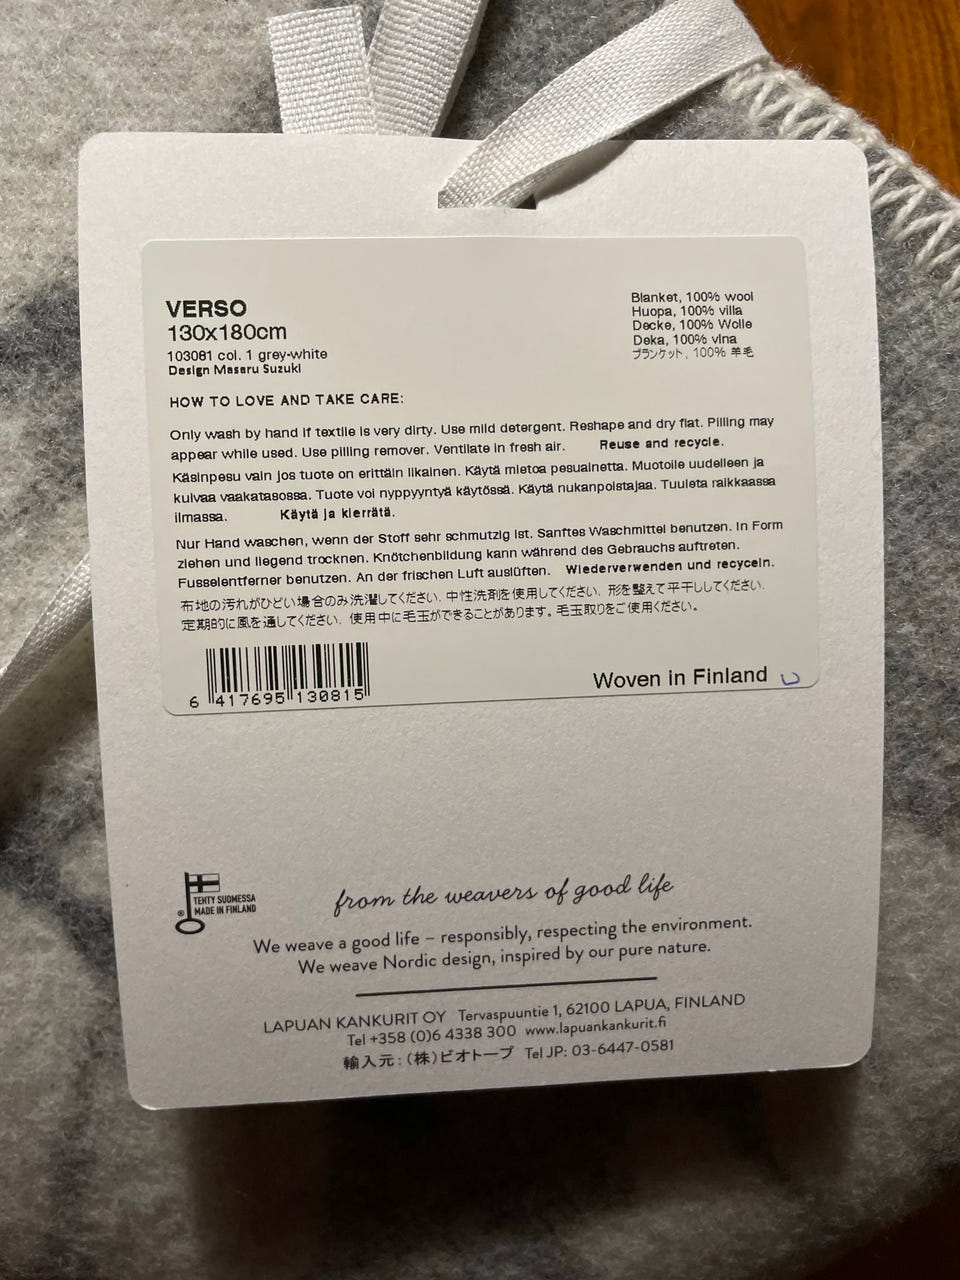 VERSO
130x180cm
103081 col. 1 grey-white
Design Masaru Suzuki
Blanket, 100% wool
Huopa, 100% villa
Decke, 100% Wolle
Deka, 100% vlna
ブランケット, 100% 羊毛
HOW TO LOVE AND TAKE CARE:
Only wash by hand if textile is very dirty. Use mild detergent. Reshape and dry flat. Pilling may
appear while used. Use pilling remover. Ventilate in fresh air. Reuse and recycle.
Käsinpesu vain jos tuote on erittäin likainen. Käytä mietoa pesuainetta. Muotoile uudelleen ja
kuivaa vaakatasossa. Tuote voi nyppyyntyä käytössä. Käytä nukanpoistajaa. Tuuleta raikkaassa
ilmassa. Käytä ja kierrätä.
Nur Hand waschen, wenn der Stoff sehr schmutzig ist. Sanftes Waschmittel benutzen. In Form
ziehen und liegend trocknen. Knötchenbildung kann während des Gebrauchs auftreten.
Fusselentferner benutzen. An der frischen Luft auslüften. Wiederverwenden und recyceln.
布地の汚れがひどい場合のみ洗濯してください. 中性洗剤を使用してください. 形を整えて平干ししてください.
定期的に風を通してください. 使用中に毛玉ができることがあります。毛玉取りをご使用ください。
6 417695 130815
Woven in Finland
TEHTY SUOMESSA
MADE IN FINLAND
®
from the weavers of good life
We weave a good life – responsibly, respecting the environment.
We weave Nordic design, inspired by our pure nature.
LAPUAN KANKURIT OY Tervaspuuntie 1, 62100 LAPUA, FINLAND
Tel +358 (0)6 4338 300 www.lapuankankurit.fi
輸入元：(株)ビオトープ Tel JP: 03-6447-0581